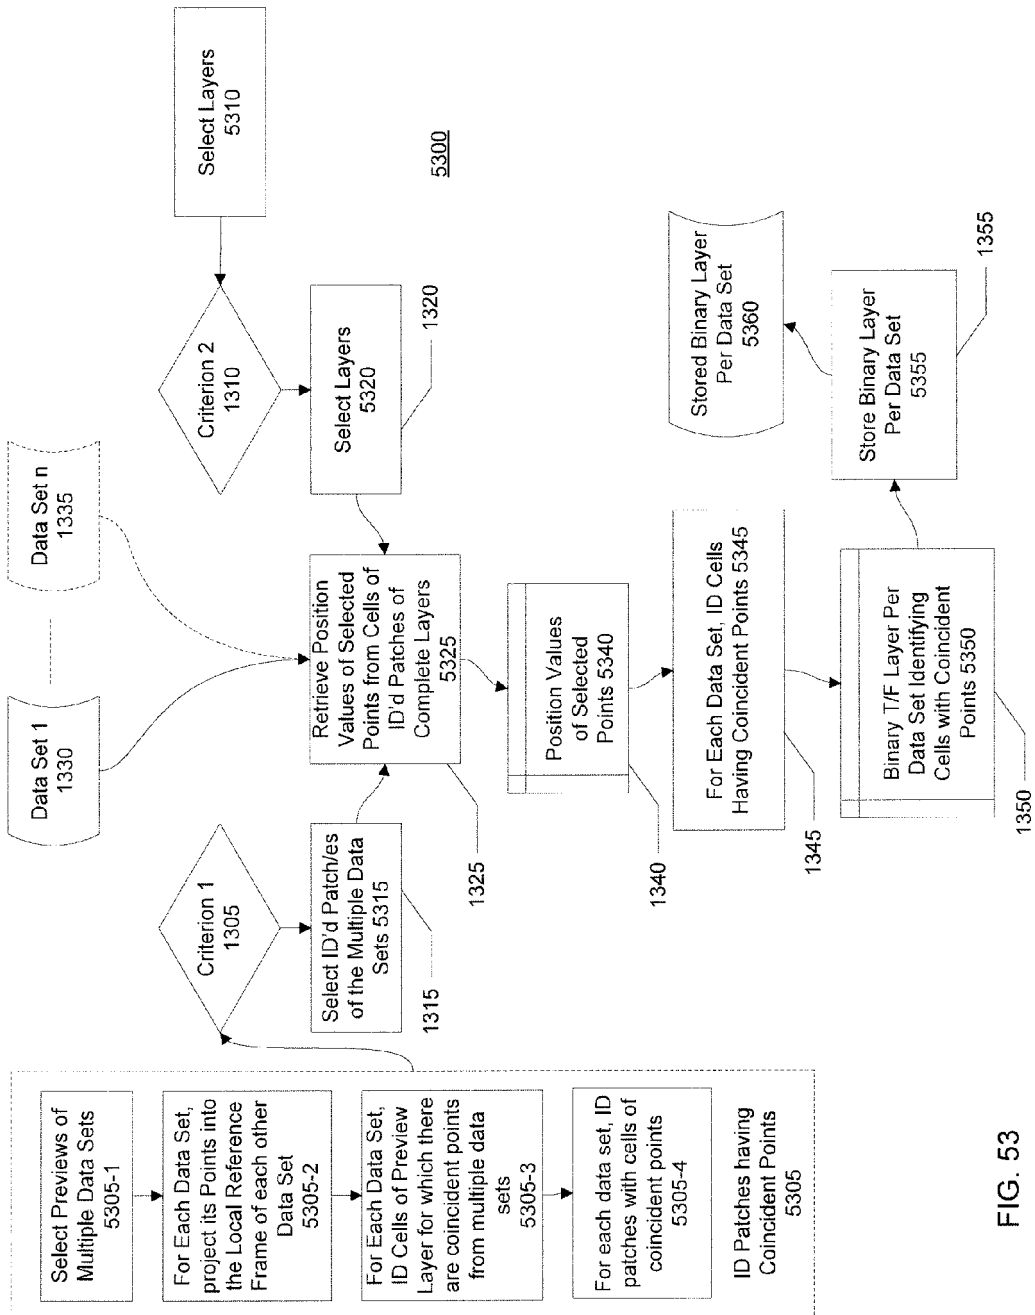 Select Previews of
Multiple Data Sets
5305-1
For Each Data Set,
project its Points into
the Local Reference
Frame of each other
Data Set
5305-2
For Each Data Set,
ID Cells of Preview
Layer for which there
are coincident points
from multiple data
sets
5305-3
For each data set, ID
patches with cells of
coincident points
5305-4
ID Patches having
Coincident Points
5305
Data Set 1
1330
Data Set n
1335
Criterion 1
1305
Select ID'd Patch/es
of the Multiple Data
Sets 5315
1315
Select Layers
5310
Criterion 2
1310
Select Layers
5320
1320
Retrieve Position
Values of Selected
Points from Cells of
ID'd Patches of
Complete Layers
5325
1325
Position Values
of Selected
Points 5340
1340
For Each Data Set, ID Cells
Having Coincident Points 5345
1345
Binary T/F Layer Per
Data Set Identifying
Cells with Coincident
Points 5350
1350
Store Binary Layer
Per Data Set
5355
1355
Stored Binary Layer
Per Data Set
5360
5300
FIG. 53